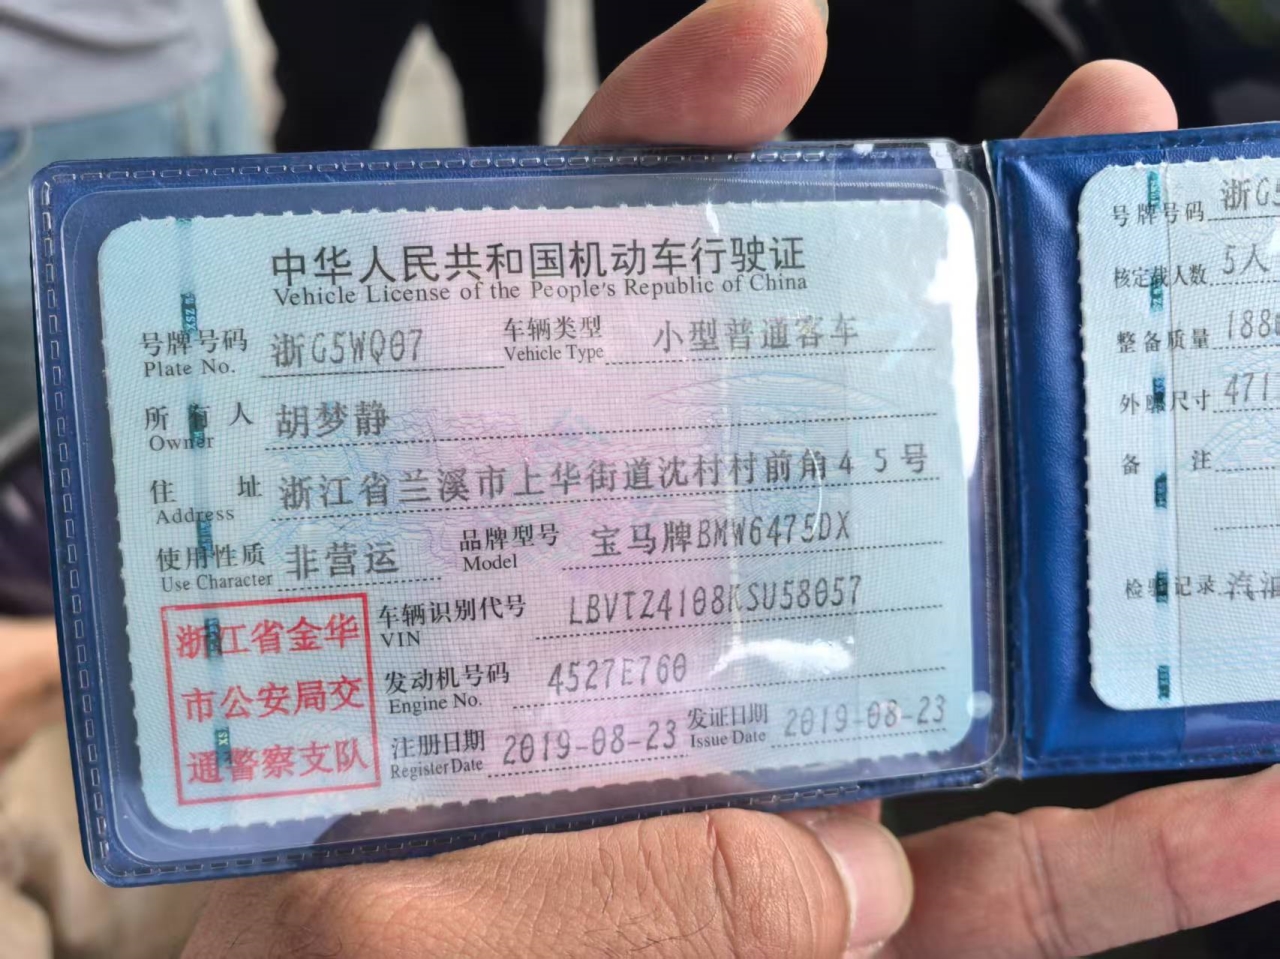 中华人民共和国机动车行驶证
Vehicle License of the People's Republic of China
号牌号码 浙G5WQ07 车辆类型 小型普通客车
Plate No. Vehicle Type
所有人 胡梦静
Owner
住址 浙江省兰溪市上华街道沈村村前角45号
Address
使用性质 非营运 品牌型号 宝马牌BMW6475DX
Use Character Model
浙江省金华
市公安局交
通警察支队
车辆识别代号 LBVTZ4108KSU58057
VIN
发动机号码 4527E760
Engine No.
注册日期 2019-08-23 发证日期 2019-08-23
Register Date Issue Date
号牌号码 浙G5
核定载人数 5人
整备质量 188
外廓尺寸 471
备注
检验记录 汽油